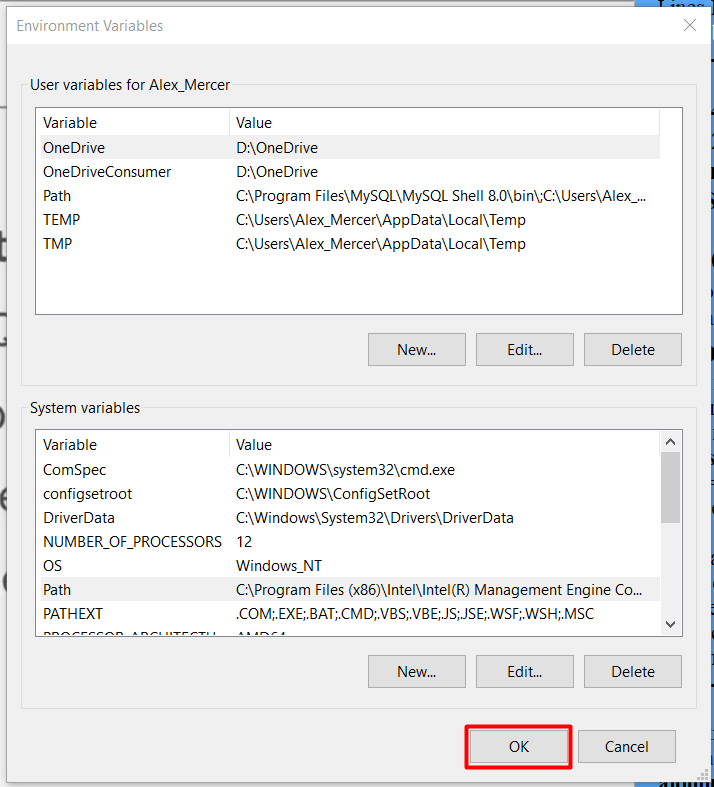 Environment Variables
User variables for Alex_Mercer
Variable Value
OneDrive D:\OneDrive
OneDriveConsumer D:\OneDrive
Path C:\Program Files\MySQL\MySQL Shell 8.0\bin\;C:\Users\Alex_...
TEMP C:\Users\Alex_Mercer\AppData\Local\Temp
TMP C:\Users\Alex_Mercer\AppData\Local\Temp
New... Edit... Delete
System variables
Variable Value
ComSpec C:\WINDOWS\system32\cmd.exe
configsetroot C:\WINDOWS\ConfigSetRoot
DriverData C:\Windows\System32\Drivers\DriverData
NUMBER_OF_PROCESSORS 12
OS Windows_NT
Path C:\Program Files (x86)\Intel\Intel(R) Management Engine Co...
PATHEXT .COM;.EXE;.BAT;.CMD;.VBS;.VBE;.JS;.JSE;.WSF;.WSH;.MSC
New... Edit... Delete
OK Cancel